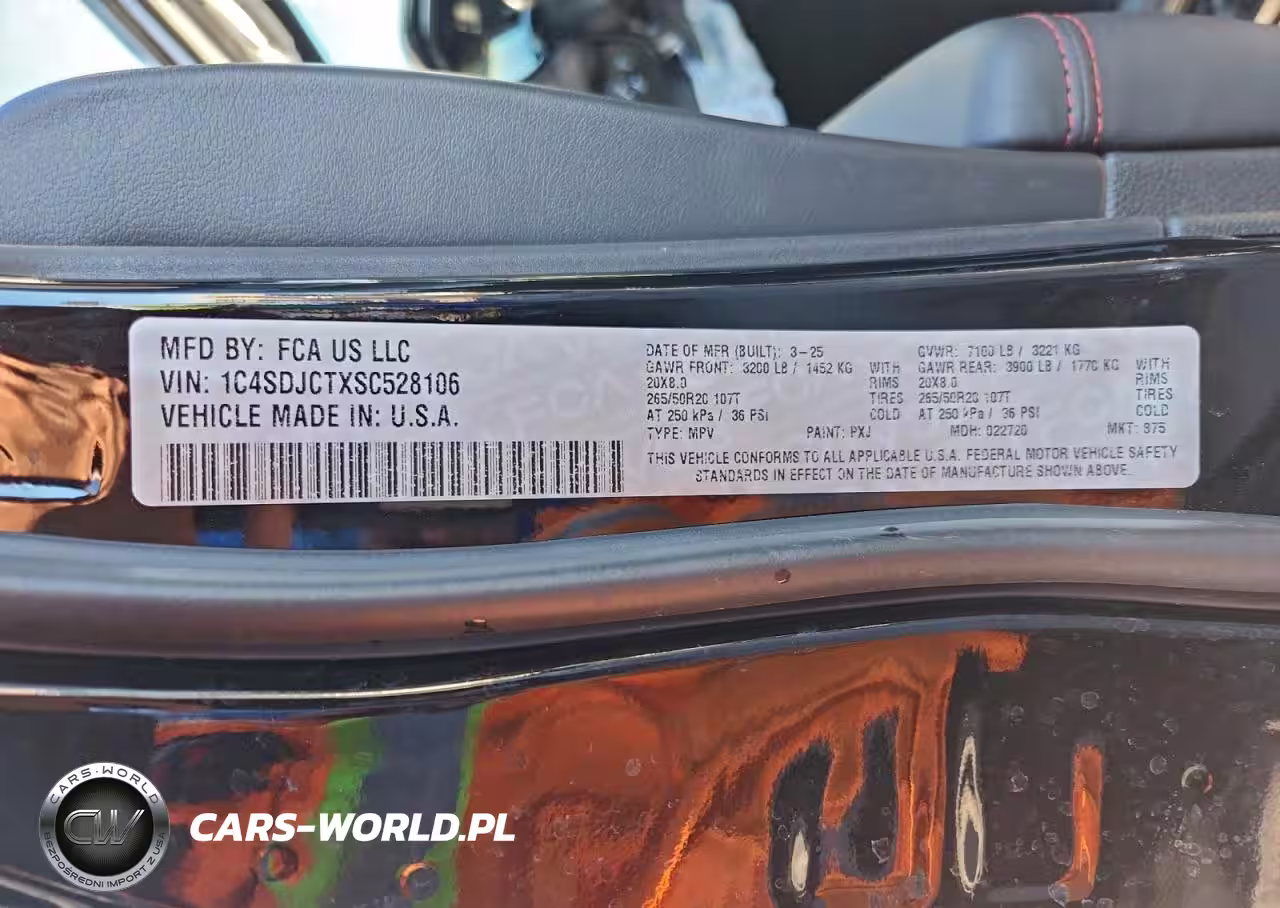 MFD BY: FCA US LLC
VIN: 1C4SDJCTXSC528106
VEHICLE MADE IN: U.S.A.
DATE OF MFR (BUILT): 3-25
GAWR FRONT: 3200 LB / 1452 KG WITH
20X8.0 RIMS
265/50R20 107T TIRES
AT 250 kPa / 36 PSI COLD
GVWR: 7100 LB / 3221 KG
GAWR REAR: 3900 LB / 1770 KG WITH
20X8.0 RIMS
265/50R20 107T TIRES
AT 250 kPa / 36 PSI COLD
TYPE: MPV PAINT: PXJ MDH: 022720 MKT: 875
THIS VEHICLE CONFORMS TO ALL APPLICABLE U.S.A. FEDERAL MOTOR VEHICLE SAFETY
STANDARDS IN EFFECT ON THE DATE OF MANUFACTURE SHOWN ABOVE.
CARS-WORLD
CW
BEZPOŚREDNI IMPORT Z USA
CARS-WORLD.PL